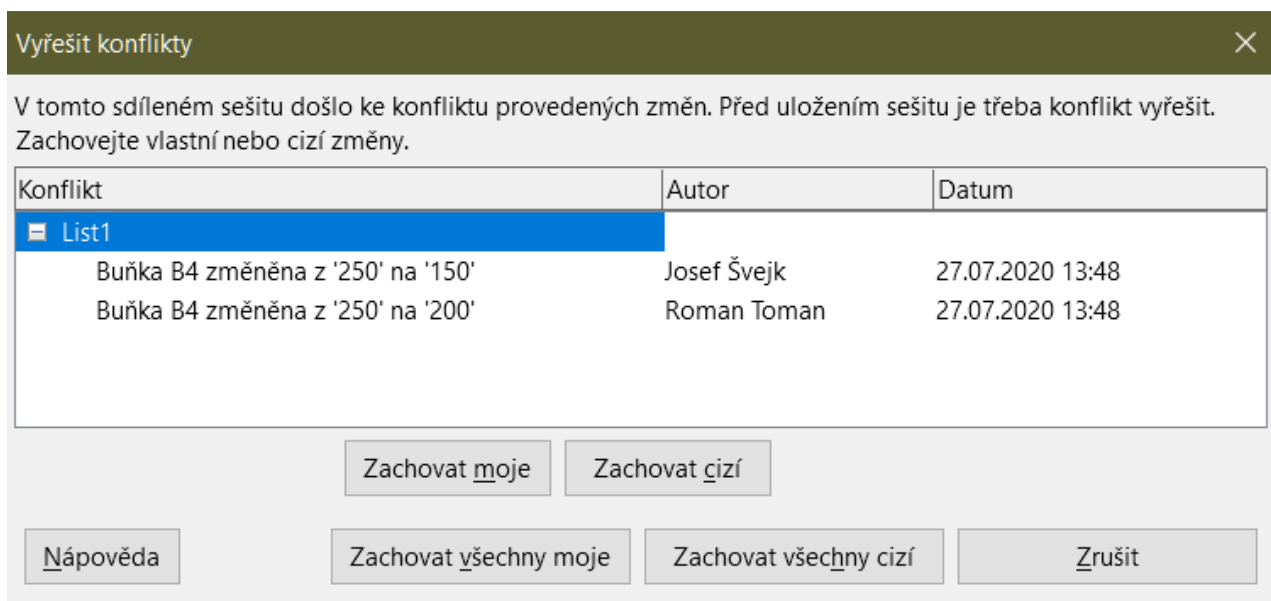 Vyřešit konflikty
V tomto sdíleném sešitu došlo ke konfliktu provedených změn. Před uložením sešitu je třeba konflikt vyřešit.
Zachovejte vlastní nebo cizí změny.
Konflikt Autor Datum
List1
Buňka B4 změněna z '250' na '150' Josef Švejk 27.07.2020 13:48
Buňka B4 změněna z '250' na '200' Roman Toman 27.07.2020 13:48
Zachovat moje Zachovat cizí
Nápověda Zachovat všechny moje Zachovat všechny cizí Zrušit